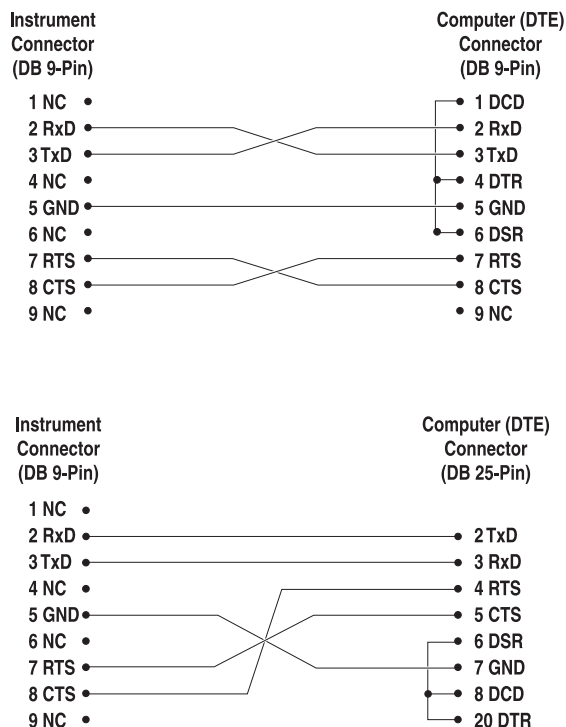 Instrument
Connector
(DB 9-Pin)
1 NC
2 RxD
3 TxD
4 NC
5 GND
6 NC
7 RTS
8 CTS
9 NC
Computer (DTE)
Connector
(DB 9-Pin)
1 DCD
2 RxD
3 TxD
4 DTR
5 GND
6 DSR
7 RTS
8 CTS
9 NC
Instrument
Connector
(DB 9-Pin)
1 NC
2 RxD
3 TxD
4 NC
5 GND
6 NC
7 RTS
8 CTS
9 NC
Computer (DTE)
Connector
(DB 25-Pin)
2 TxD
3 RxD
4 RTS
5 CTS
6 DSR
7 GND
8 DCD
20 DTR